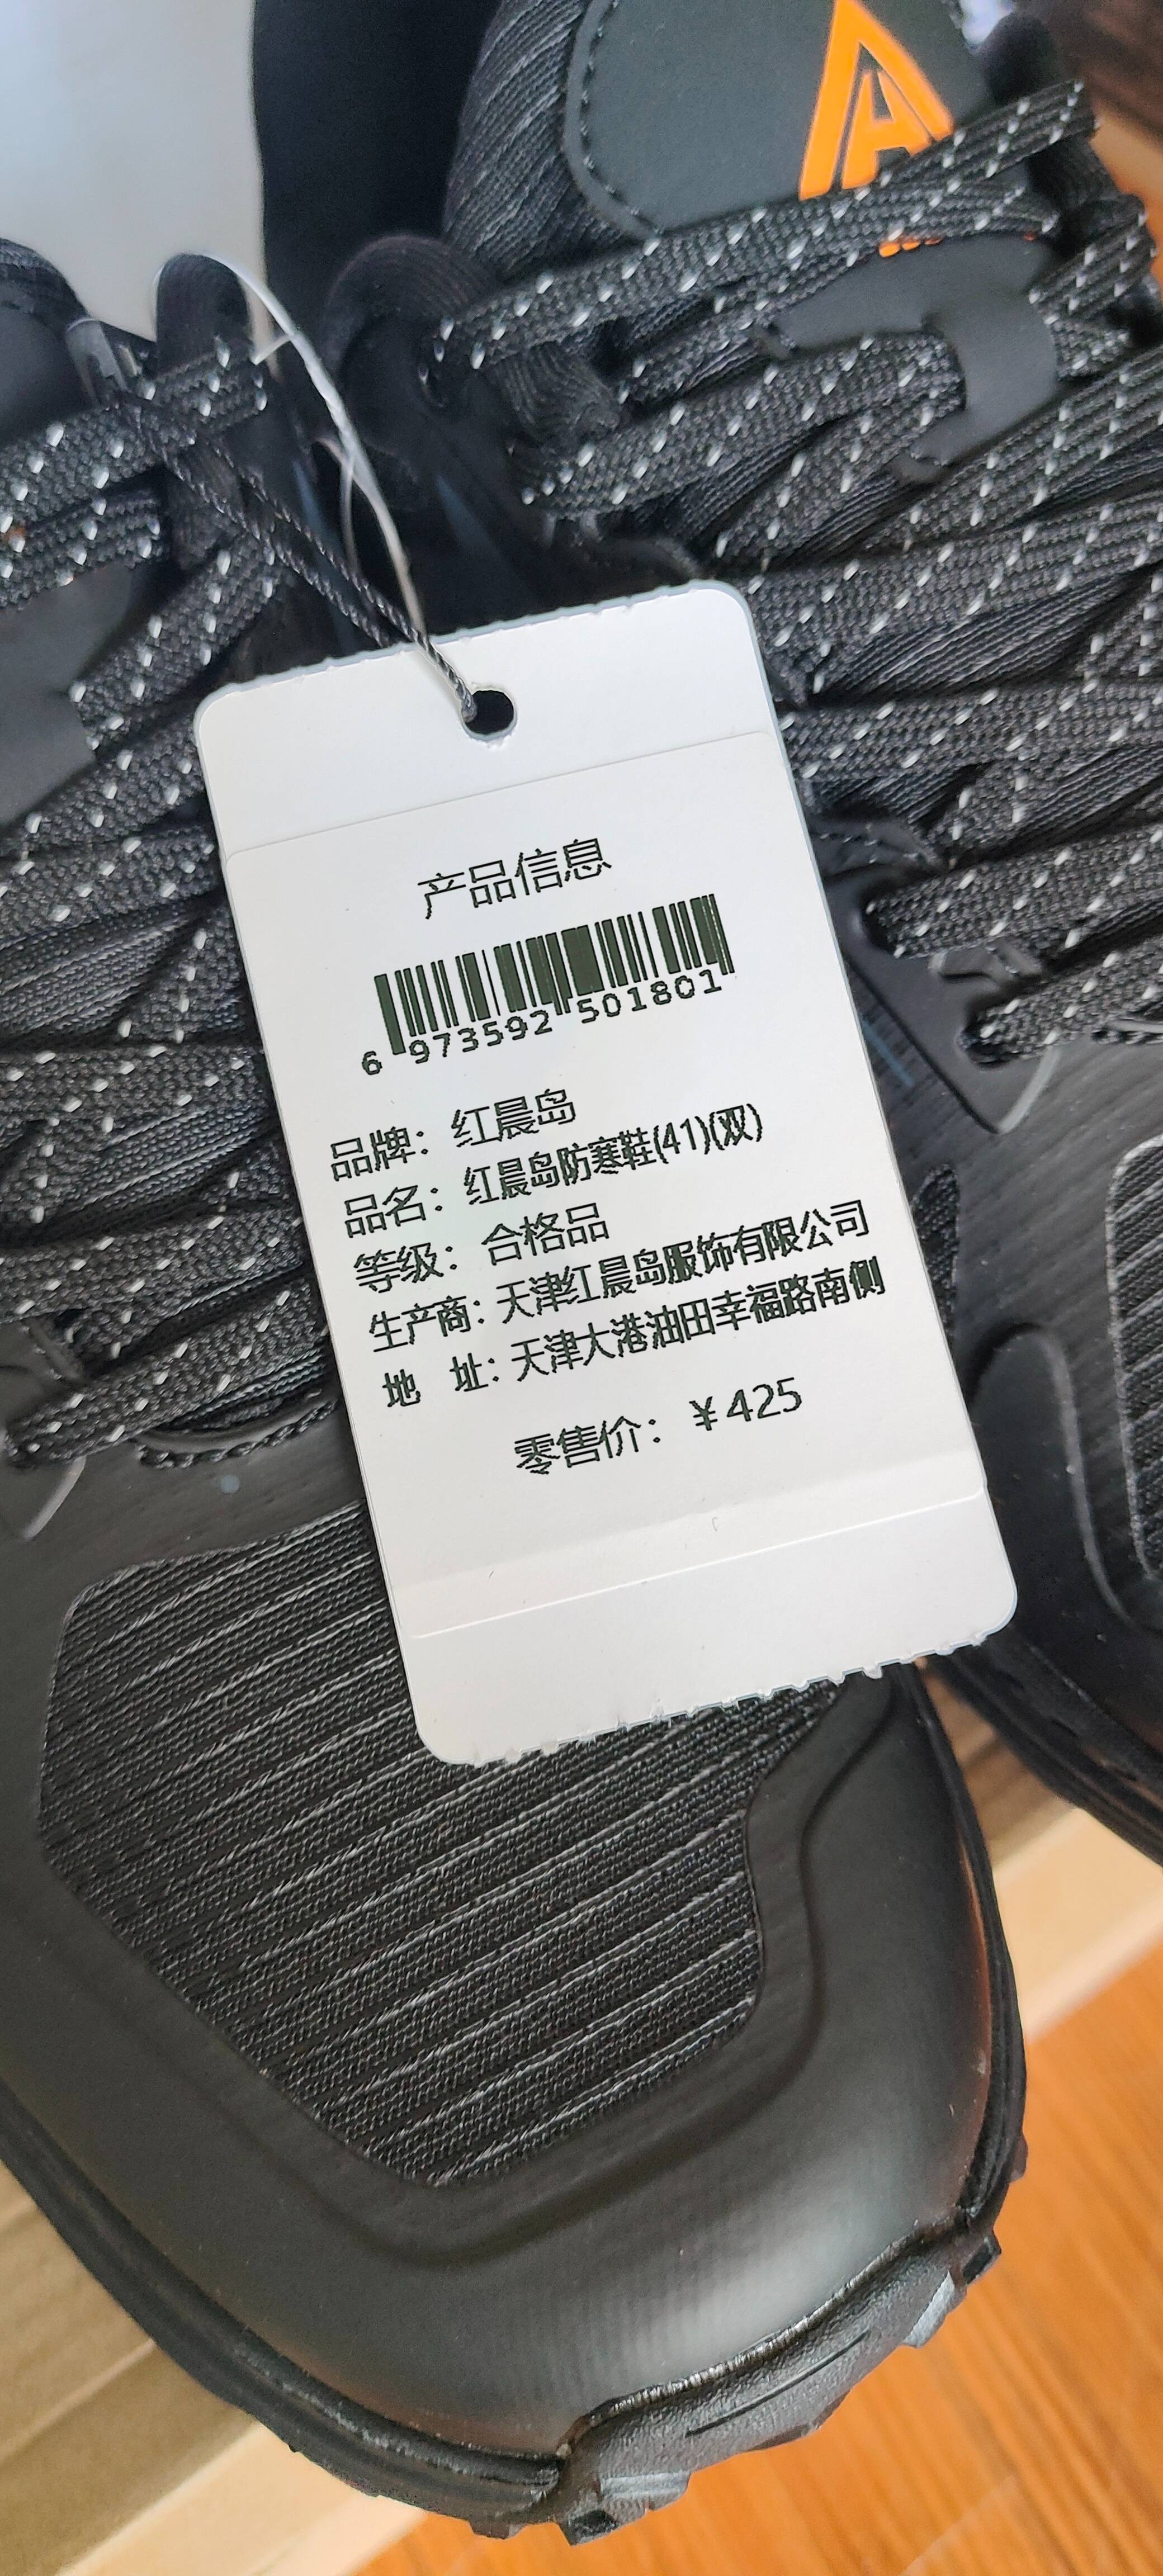 产品信息
6 973592 501801
品牌：红晨岛
品名：红晨岛防寒鞋(41)(双)
等级：合格品
生产商：天津红晨岛服饰有限公司
地 址：天津大港油田幸福路南侧
零售价：￥425